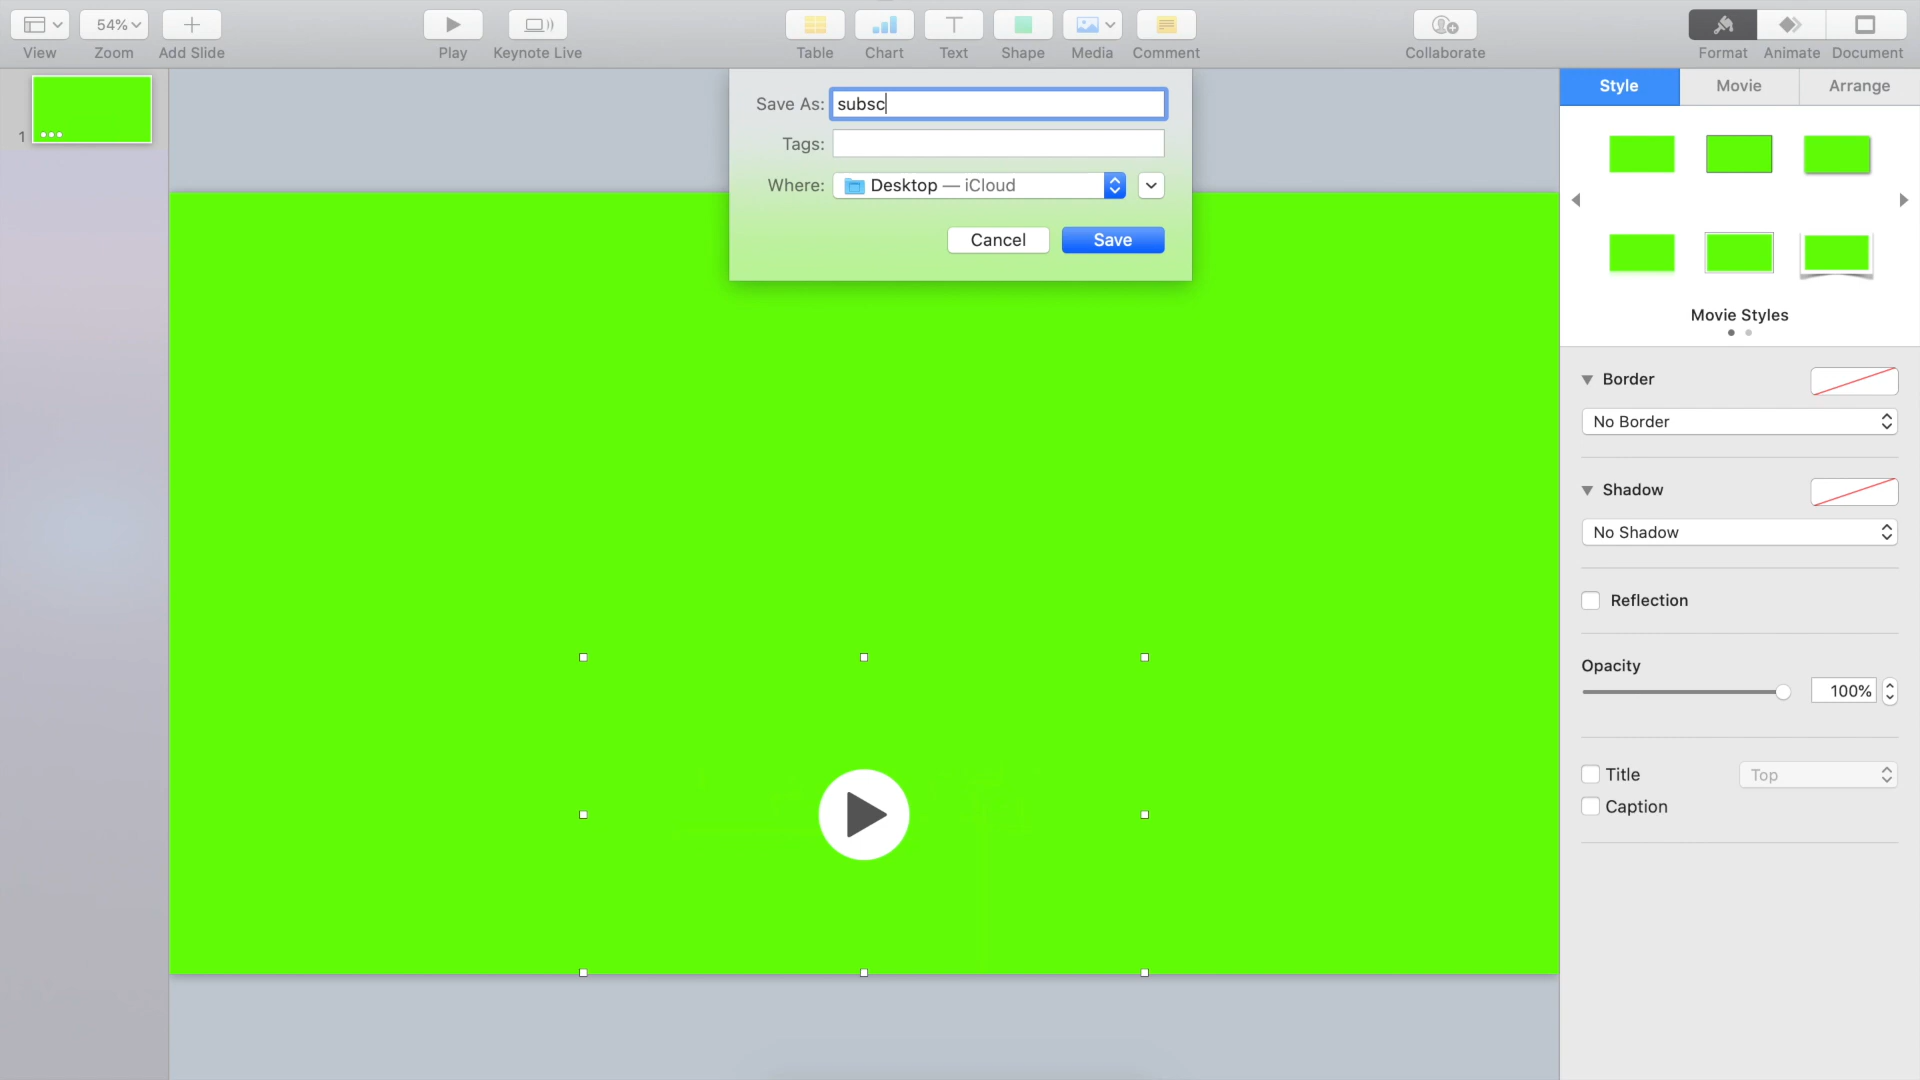 54%
View
Zoom
Add Slide
Play
Keynote Live
Table
Chart
Text
Shape
Media
Comment
Collaborate
Format
Animate
Document
1
Save As: subsc
Tags:
Where: Desktop — iCloud
Cancel
Save
Style
Movie
Arrange
Movie Styles
Border
No Border
Shadow
No Shadow
Reflection
Opacity
100%
Title
Top
Caption